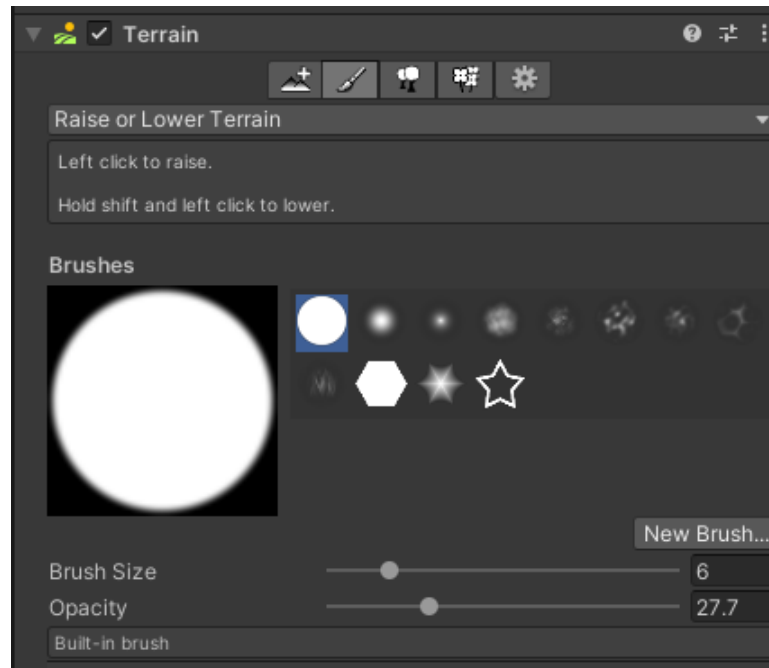 Terrain
Raise or Lower Terrain
Left click to raise.
Hold shift and left click to lower.
Brushes
New Brush...
Brush Size 6
Opacity 27.7
Built-in brush